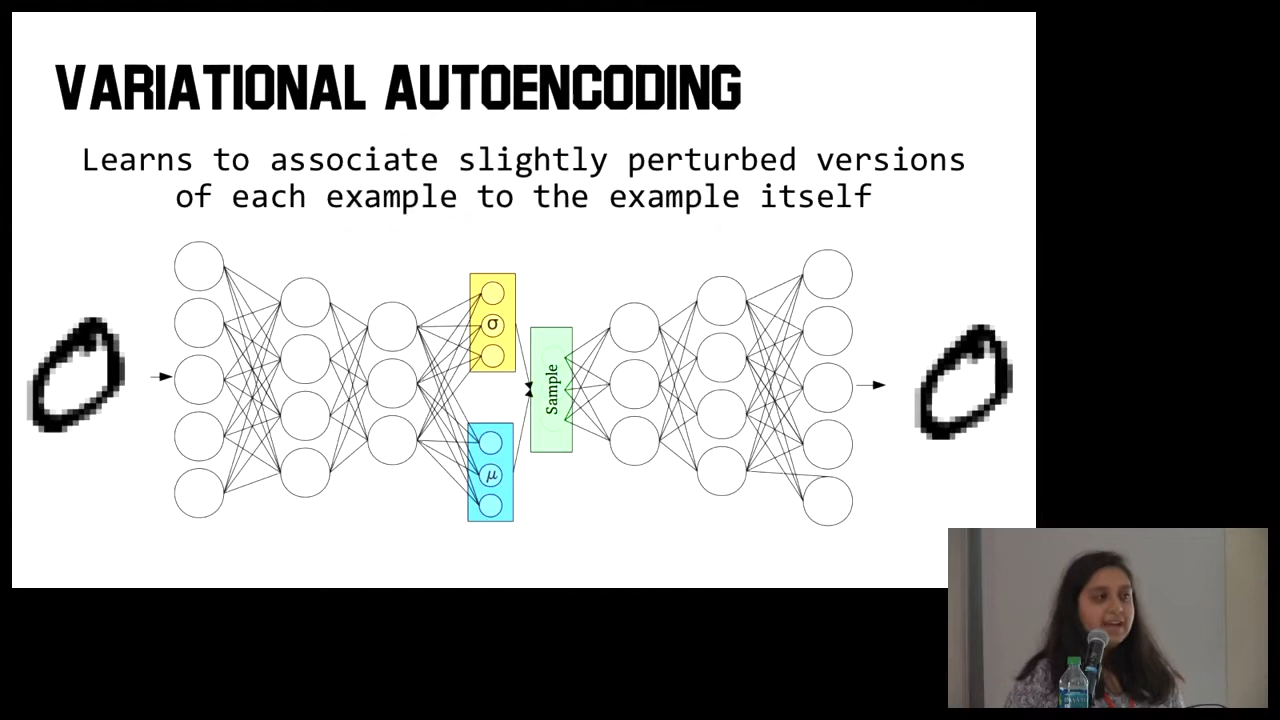 VARIATIONAL AUTOENCODING
Learns to associate slightly perturbed versions
of each example to the example itself
σ
Sample
μ